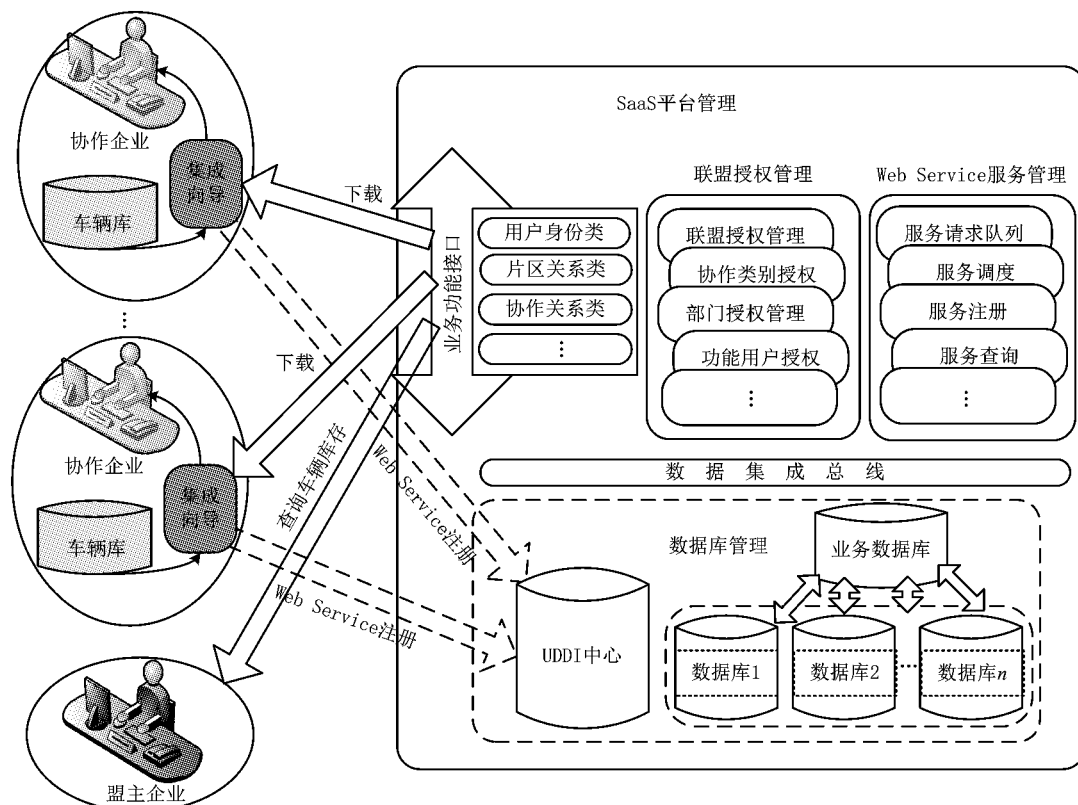 协作企业
集成
向导
车辆库
⋮
协作企业
集成
向导
车辆库
盟主企业
下载
下载
查询车辆库存
Web Service注册
Web Service注册
SaaS平台管理
业务功能接口
用户身份类
片区关系类
协作关系类
⋮
联盟授权管理
联盟授权管理
协作类别授权
部门授权管理
功能用户授权
⋮
Web Service服务管理
服务请求队列
服务调度
服务注册
服务查询
⋮
数据集成总线
数据库管理
业务数据库
UDDI中心
数据库1
数据库2
……
数据库n